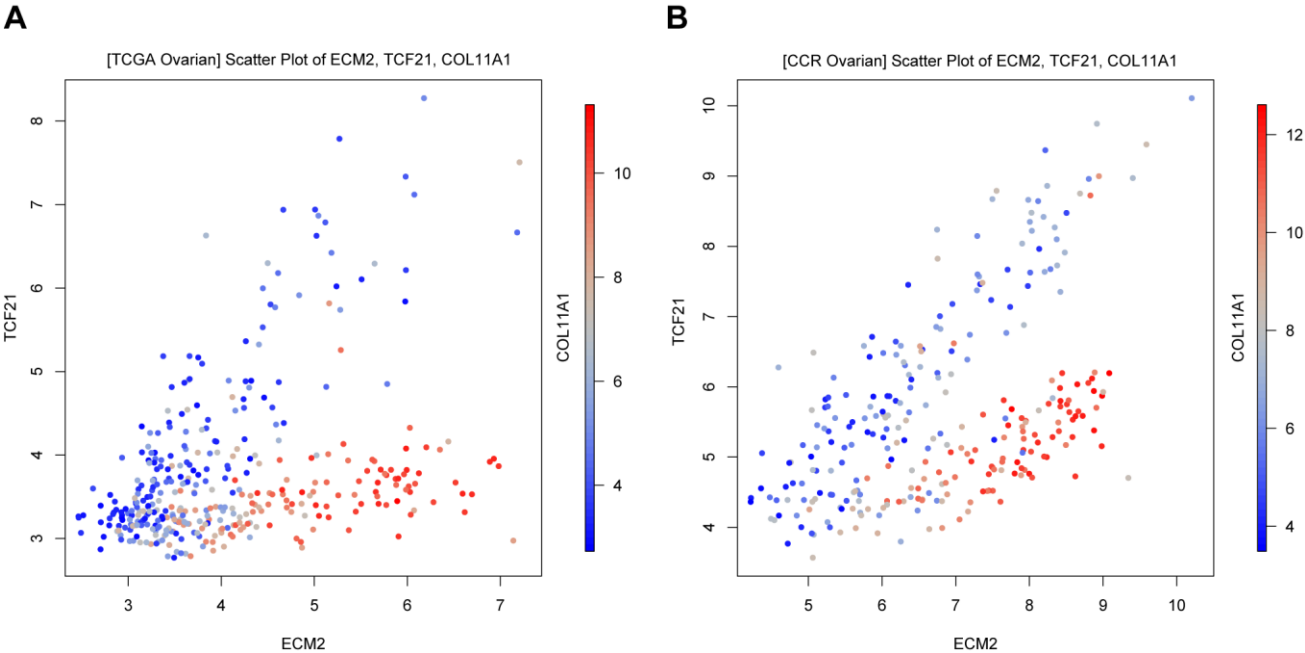 A
[TCGA Ovarian] Scatter Plot of ECM2, TCF21, COL11A1
TCF21
8
7
6
5
4
3
3 4 5 6 7
ECM2
COL11A1
10
8
6
4
B
[CCR Ovarian] Scatter Plot of ECM2, TCF21, COL11A1
TCF21
10
9
8
7
6
5
4
5 6 7 8 9 10
ECM2
COL11A1
12
10
8
6
4